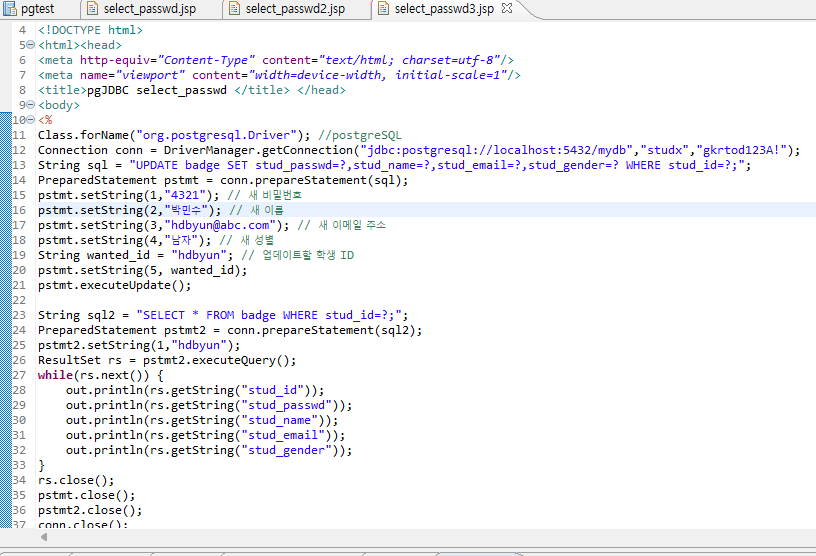 pgtest select_passwd.jsp select_passwd2.jsp select_passwd3.jsp
4 <!DOCTYPE html>
5 <html><head>
6 <meta http-equiv="Content-Type" content="text/html; charset=utf-8"/>
7 <meta name="viewport" content="width=device-width, initial-scale=1"/>
8 <title>pgJDBC select_passwd </title> </head>
9 <body>
10 <%
11 Class.forName("org.postgresql.Driver"); //postgreSQL
12 Connection conn = DriverManager.getConnection("jdbc:postgresql://localhost:5432/mydb","studx","gkrtod123A!");
13 String sql = "UPDATE badge SET stud_passwd=?,stud_name=?,stud_email=?,stud_gender=? WHERE stud_id=?;";
14 PreparedStatement pstmt = conn.prepareStatement(sql);
15 pstmt.setString(1,"4321"); // 새 비밀번호
16 pstmt.setString(2,"박민수"); // 새 이름
17 pstmt.setString(3,"hdbyun@abc.com"); // 새 이메일 주소
18 pstmt.setString(4,"남자"); // 새 성별
19 String wanted_id = "hdbyun"; // 업데이트할 학생 ID
20 pstmt.setString(5, wanted_id);
21 pstmt.executeUpdate();
22
23 String sql2 = "SELECT * FROM badge WHERE stud_id=?;";
24 PreparedStatement pstmt2 = conn.prepareStatement(sql2);
25 pstmt2.setString(1,"hdbyun");
26 ResultSet rs = pstmt2.executeQuery();
27 while(rs.next()) {
28 out.println(rs.getString("stud_id"));
29 out.println(rs.getString("stud_passwd"));
30 out.println(rs.getString("stud_name"));
31 out.println(rs.getString("stud_email"));
32 out.println(rs.getString("stud_gender"));
33 }
34 rs.close();
35 pstmt.close();
36 pstmt2.close();
37 conn.close();